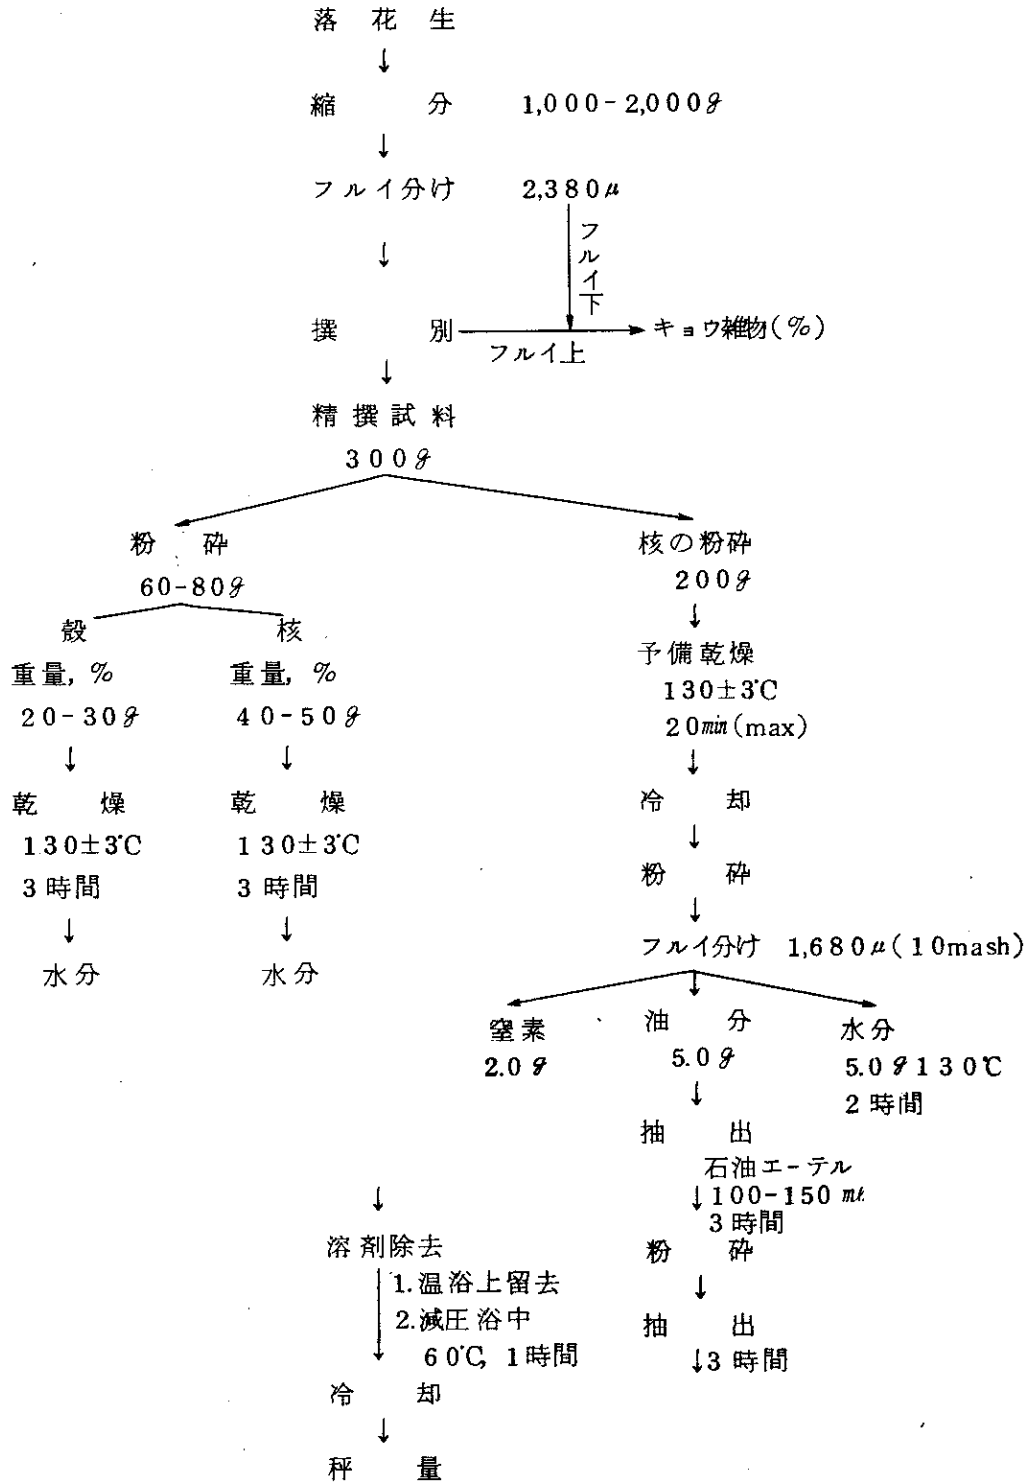 落花生
↓
縮分 1,000-2,000g
↓
フルイ分け 2,380μ
↓
フルイ下
撰別 → キョウ雑物(%)
フルイ上
↓
精撰試料
300g
粉砕
60-80g
殻 核
重量, % 重量, %
20-30g 40-50g
↓ ↓
乾燥 乾燥
130±3℃ 130±3℃
3時間 3時間
↓ ↓
水分 水分
核の粉砕
200g
↓
予備乾燥
130±3℃
20min(max)
↓
冷却
↓
粉砕
↓
フルイ分け 1,680μ(10mash)
窒素 油分 水分
2.0g 5.0g 5.0g130℃
2時間
↓
抽出
石油エーテル
↓ 100-150ml
3時間
粉砕
↓
抽出
↓3時間
↓
溶剤除去
1.温浴上留去
2.減圧浴中
60℃, 1時間
冷却
↓
秤量